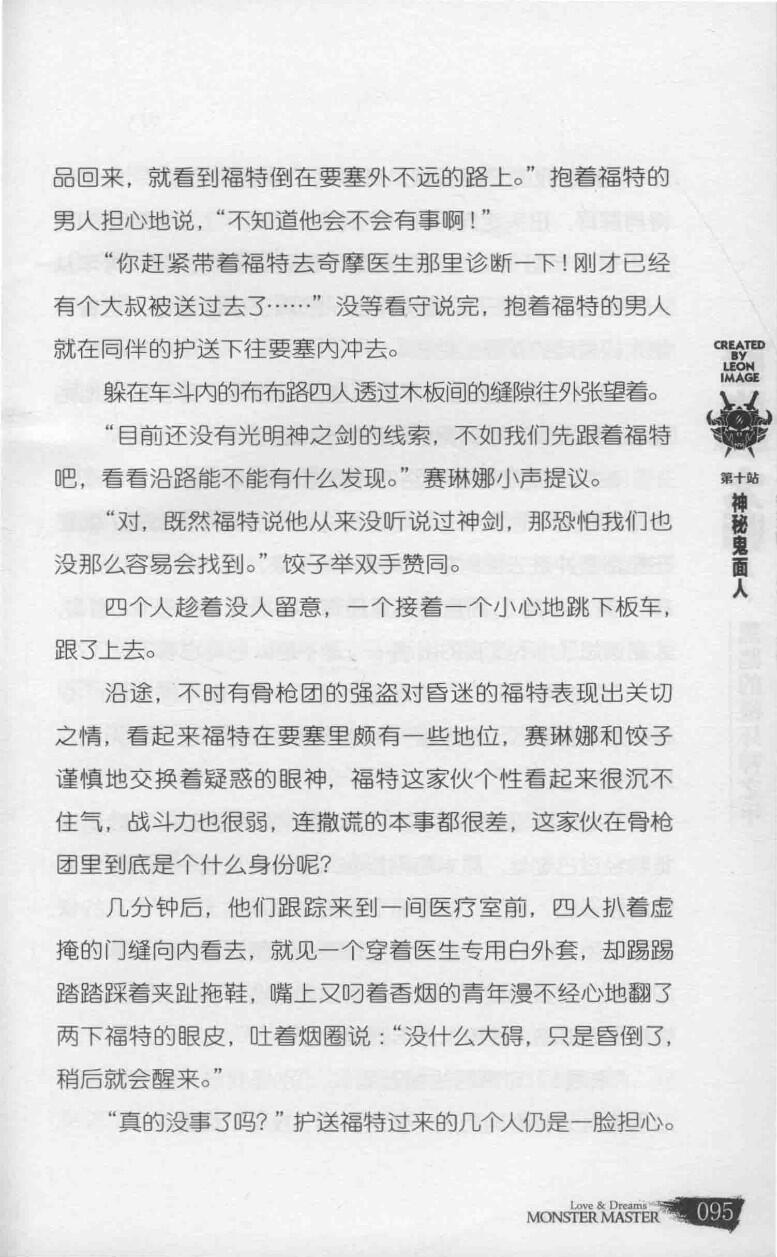 品回来，就看到福特倒在要塞外不远的路上。”抱着福特的
男人担心地说，“不知道他会不会有事啊！”
“你赶紧带着福特去奇摩医生那里诊断一下！刚才已经
有个大叔被送过去了……”没等看守说完，抱着福特的男人
就在同伴的护送下往要塞内冲去。
躲在车斗内的布布路四人透过木板间的缝隙往外张望着。
“目前还没有光明神之剑的线索，不如我们先跟着福特
吧，看看沿路能不能有什么发现。”赛琳娜小声提议。
“对，既然福特说他从来没听说过神剑，那恐怕我们也
没那么容易会找到。”饺子举双手赞同。
四个人趁着没人留意，一个接着一个小心地跳下板车，
跟了上去。
沿途，不时有骨枪团的强盗对昏迷的福特表现出关切
之情，看起来福特在要塞里颇有一些地位，赛琳娜和饺子
谨慎地交换着疑惑的眼神，福特这家伙个性看起来很沉不
住气，战斗力也很弱，连撒谎的本事都很差，这家伙在骨枪
团里到底是个什么身份呢？
几分钟后，他们跟踪来到一间医疗室前，四人扒着虚
掩的门缝向内看去，就见一个穿着医生专用白外套，却踢踢
踏踏踩着夹趾拖鞋，嘴上又叼着香烟的青年漫不经心地翻了
两下福特的眼皮，吐着烟圈说：“没什么大碍，只是昏倒了，
稍后就会醒来。”
“真的没事了吗？”护送福特过来的几个人仍是一脸担心。
CREATED
BY
LEON
IMAGE
第十站
神秘鬼面人
Love & Dreams
MONSTER MASTER
095